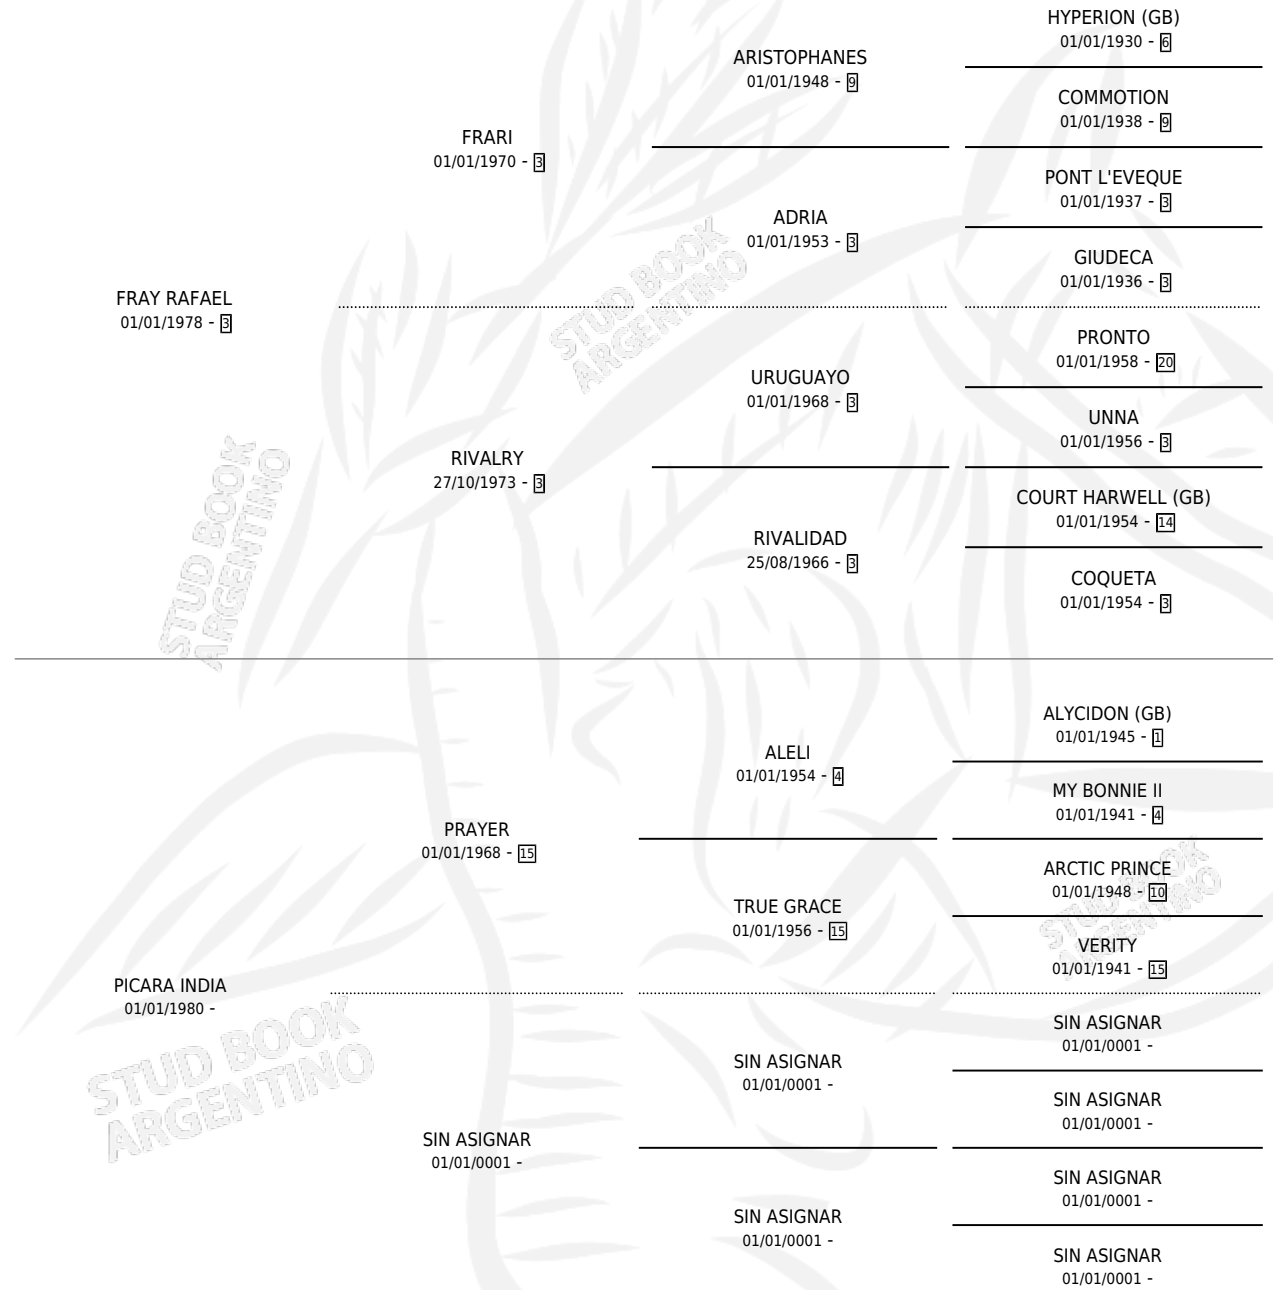 HYPERION (GB)
01/01/1930 - 6
ARISTOPHANES
01/01/1948 - 9
COMMOTION
01/01/1938 - 9
FRARI
01/01/1970 - 3
PONT L'EVEQUE
01/01/1937 - 3
ADRIA
01/01/1953 - 3
GIUDECA
01/01/1936 - 3
FRAY RAFAEL
01/01/1978 - 3
PRONTO
01/01/1958 - 20
URUGUAYO
01/01/1968 - 3
UNNA
01/01/1956 - 3
RIVALRY
27/10/1973 - 3
COURT HARWELL (GB)
01/01/1954 - 14
RIVALIDAD
25/08/1966 - 3
COQUETA
01/01/1954 - 3
ALYCIDON (GB)
01/01/1945 - 1
ALELI
01/01/1954 - 4
MY BONNIE II
01/01/1941 - 4
PRAYER
01/01/1968 - 15
ARCTIC PRINCE
01/01/1948 - 10
TRUE GRACE
01/01/1956 - 15
VERITY
01/01/1941 - 15
PICARA INDIA
01/01/1980 -
SIN ASIGNAR
01/01/0001 -
SIN ASIGNAR
01/01/0001 -
SIN ASIGNAR
01/01/0001 -
SIN ASIGNAR
01/01/0001 -
SIN ASIGNAR
01/01/0001 -
SIN ASIGNAR
01/01/0001 -
SIN ASIGNAR
01/01/0001 -
STUD BOOK
ARGENTINO
STUD BOOK
ARGENTINO
STUD BOOK
ARGENTINO
STUD BOOK
ARGENTINO